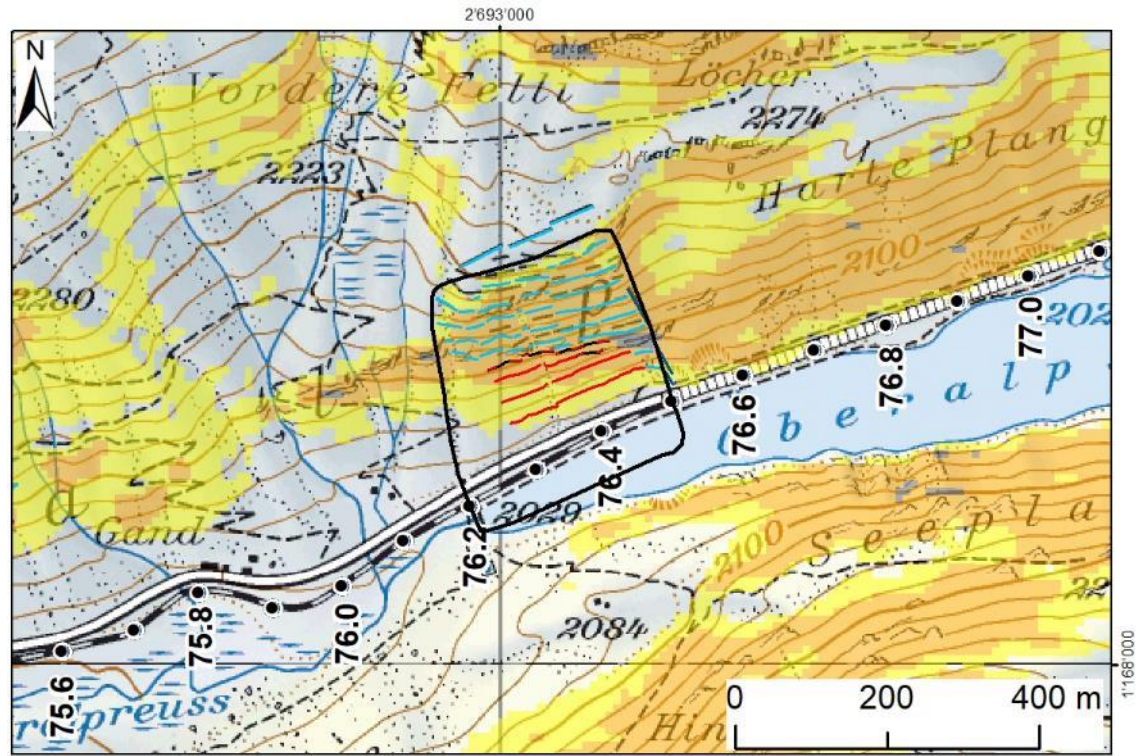 2'693'000
N
Vordere Felli
Löcher
2274
2223
Harte Plang
2100
2280
77.0
202
76.8
76.6
Oberalp
76.4
76.2
2029
2100
Seepla
Gand
75.8
76.0
2084
22
1'168'000
75.6
preuss
Hin
0 200 400 m